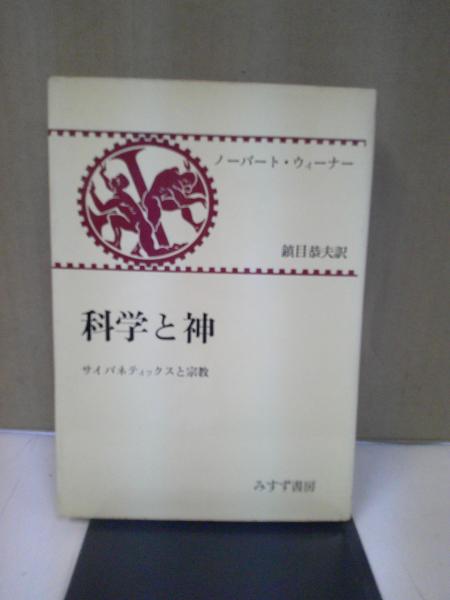 ノーバート・ウィーナー
鎮目恭夫訳
科学と神
サイバネティックスと宗教
みすず書房